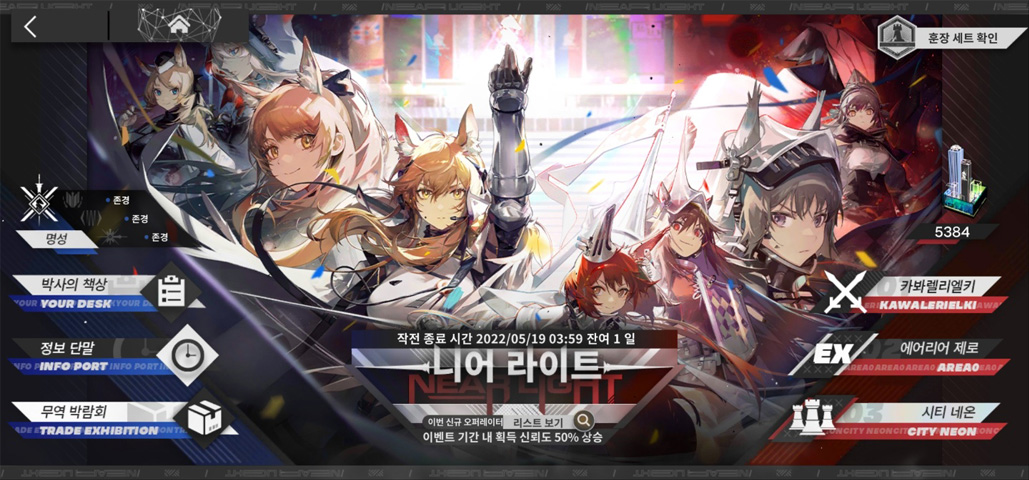 NEAR LIGHT
훈장 세트 확인
존경
존경
존경
명성
5384
박사의 책상
YOUR DESK
정보 단말
INFO PORT
무역 박람회
TRADE EXHIBITION
카봐렐리엘키
KAWALERIELKI
EX
에어리어 제로
AREA0
시티 네온
CITY NEON
작전 종료 시간 2022/05/19 03:59 잔여 1 일
니어 라이트
NEAR LIGHT
이번 신규 오퍼레이터 리스트 보기
이벤트 기간 내 획득 신뢰도 50% 상승